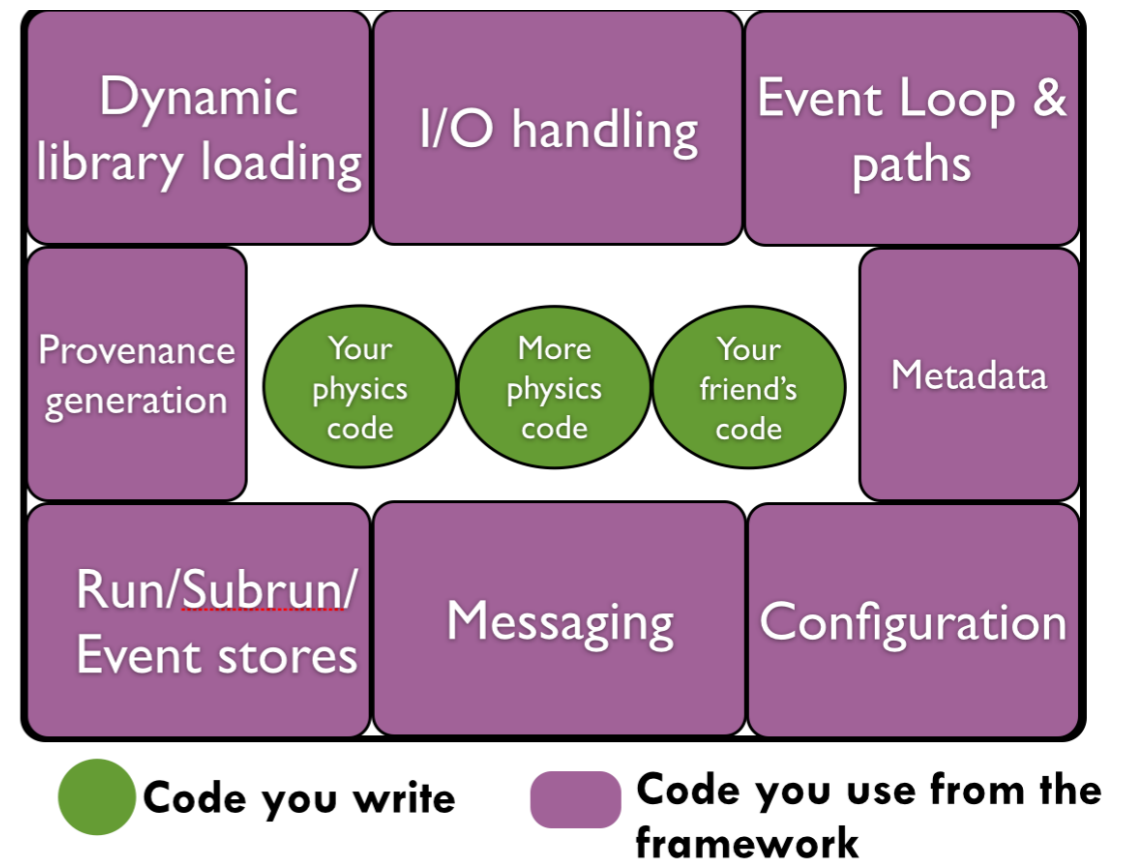 Dynamic
library loading
I/O handling
Event Loop &
paths
Provenance
generation
Your
physics
code
More
physics
code
Your
friend's
code
Metadata
Run/Subrun/
Event stores
Messaging
Configuration
Code you write
Code you use from the
framework